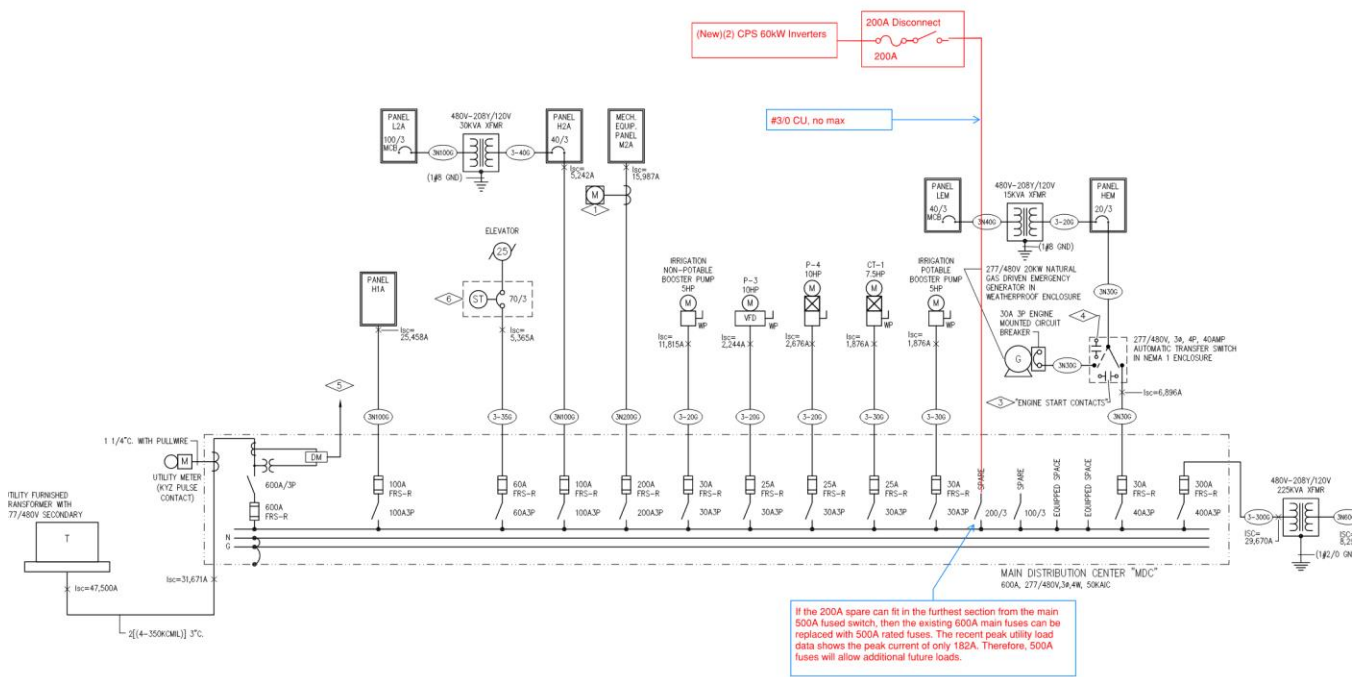 200A Disconnect
(New)(2) CPS 60kW Inverters
200A
#3/0 CU, no max
PANEL
L2A
100/3
MCB
3N100G
480V-208Y/120V
30KVA XFMR
(1#8 GND)
3-40G
PANEL
H2A
40/3
Isc=
5,242A
MECH.
EQUIP.
PANEL
M2A
Isc=
15,987A
M
1
ELEVATOR
25
6
ST
70/3
Isc=
5,365A
PANEL
H1A
Isc=
25,458A
IRRIGATION
NON-POTABLE
BOOSTER PUMP
5HP
M
WP
Isc=
11,815A
P-3
10HP
M
VFD
Isc=
2,244A
P-4
10HP
M
Isc=
2,676A
CT-1
7.5HP
M
WP
Isc=
1,876A
IRRIGATION
POTABLE
BOOSTER PUMP
5HP
M
WP
Isc=
1,876A
PANEL
LEM
40/3
MCB
3N40G
480V-208Y/120V
15KVA XFMR
(1#8 GND)
3-20G
PANEL
HEM
20/3
277/480V 20KW NATURAL
GAS DRIVEN EMERGENCY
GENERATOR IN
WEATHERPROOF ENCLOSURE
30A 3P ENGINE
MOUNTED CIRCUIT
BREAKER
G
3N30G
3N30G
4
277/480V, 3ø, 4P, 40AMP
AUTOMATIC TRANSFER SWITCH
IN NEMA 1 ENCLOSURE
Isc=6,896A
3
"ENGINE START CONTACTS"
5
3N100G
3-35G
3N100G
3N200G
3-20G
3-20G
3-20G
3-30G
3-30G
3N30G
1 1/4"C. WITH PULLWIRE
M
UTILITY METER
(KYZ PULSE
CONTACT)
DM
600A/3P
600A
FRS-R
100A
FRS-R
100A3P
60A
FRS-R
60A3P
100A
FRS-R
100A3P
200A
FRS-R
200A3P
30A
FRS-R
30A3P
25A
FRS-R
30A3P
25A
FRS-R
30A3P
25A
FRS-R
30A3P
30A
FRS-R
30A3P
SPARE
200/3
SPARE
100/3
EQUIPPED SPACE
EQUIPPED SPACE
30A
FRS-R
40A3P
300A
FRS-R
400A3P
480V-208Y/120V
225KVA XFMR
3-300G
ISC=
29,670A
3N600
ISC=
8,25
(1#2/0 GN
N
G
UTILITY FURNISHED
TRANSFORMER WITH
77/480V SECONDARY
T
Isc=47,500A
Isc=31,671A
2[(4-350KCMIL)] 3"C.
MAIN DISTRIBUTION CENTER "MDC"
600A, 277/480V,3ø,4W, 50KAIC
If the 200A spare can fit in the furthest section from the main
500A fused switch, then the existing 600A main fuses can be
replaced with 500A rated fuses. The recent peak utility load
data shows the peak current of only 182A. Therefore, 500A
fuses will allow additional future loads.